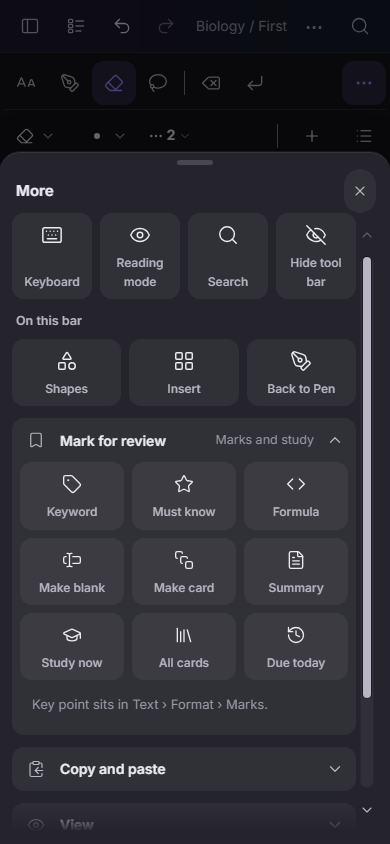 Biology / First
AA
2
More
Keyboard
Reading
mode
Search
Hide tool
bar
On this bar
Shapes
Insert
Back to Pen
Mark for review
Marks and study
Keyword
Must know
Formula
Make blank
Make card
Summary
Study now
All cards
Due today
Key point sits in Text › Format › Marks.
Copy and paste
View